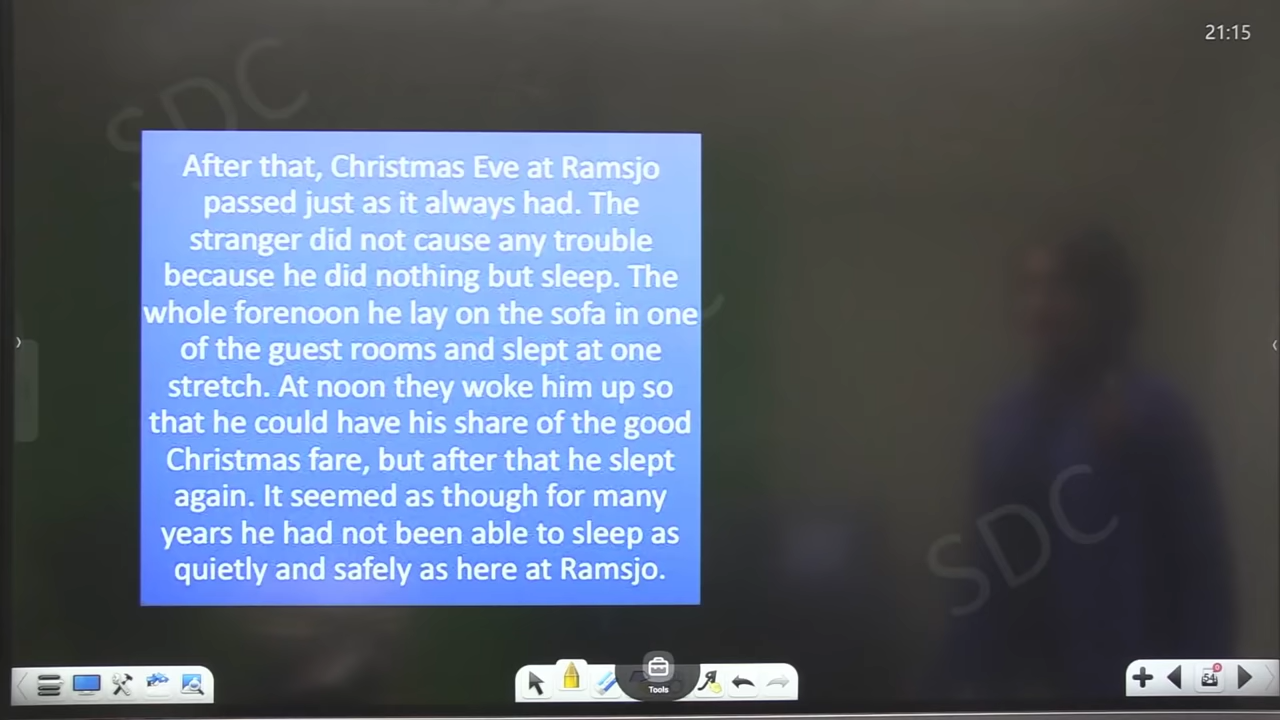 21:15
SDC
After that, Christmas Eve at Ramsjo
passed just as it always had. The
stranger did not cause any trouble
because he did nothing but sleep. The
whole forenoon he lay on the sofa in one
of the guest rooms and slept at one
stretch. At noon they woke him up so
that he could have his share of the good
Christmas fare, but after that he slept
again. It seemed as though for many
years he had not been able to sleep as
quietly and safely as here at Ramsjo.
SDC
Tools
54